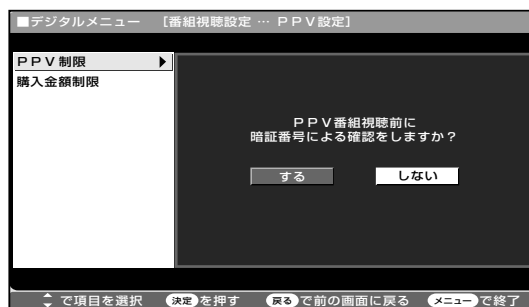 ■デジタルメニュー [番組視聴設定 … PPV設定]
PPV制限
購入金額制限
PPV番組視聴前に
暗証番号による確認をしますか?
する しない
で項目を選択 決定を押す 戻るで前の画面に戻る メニューで終了